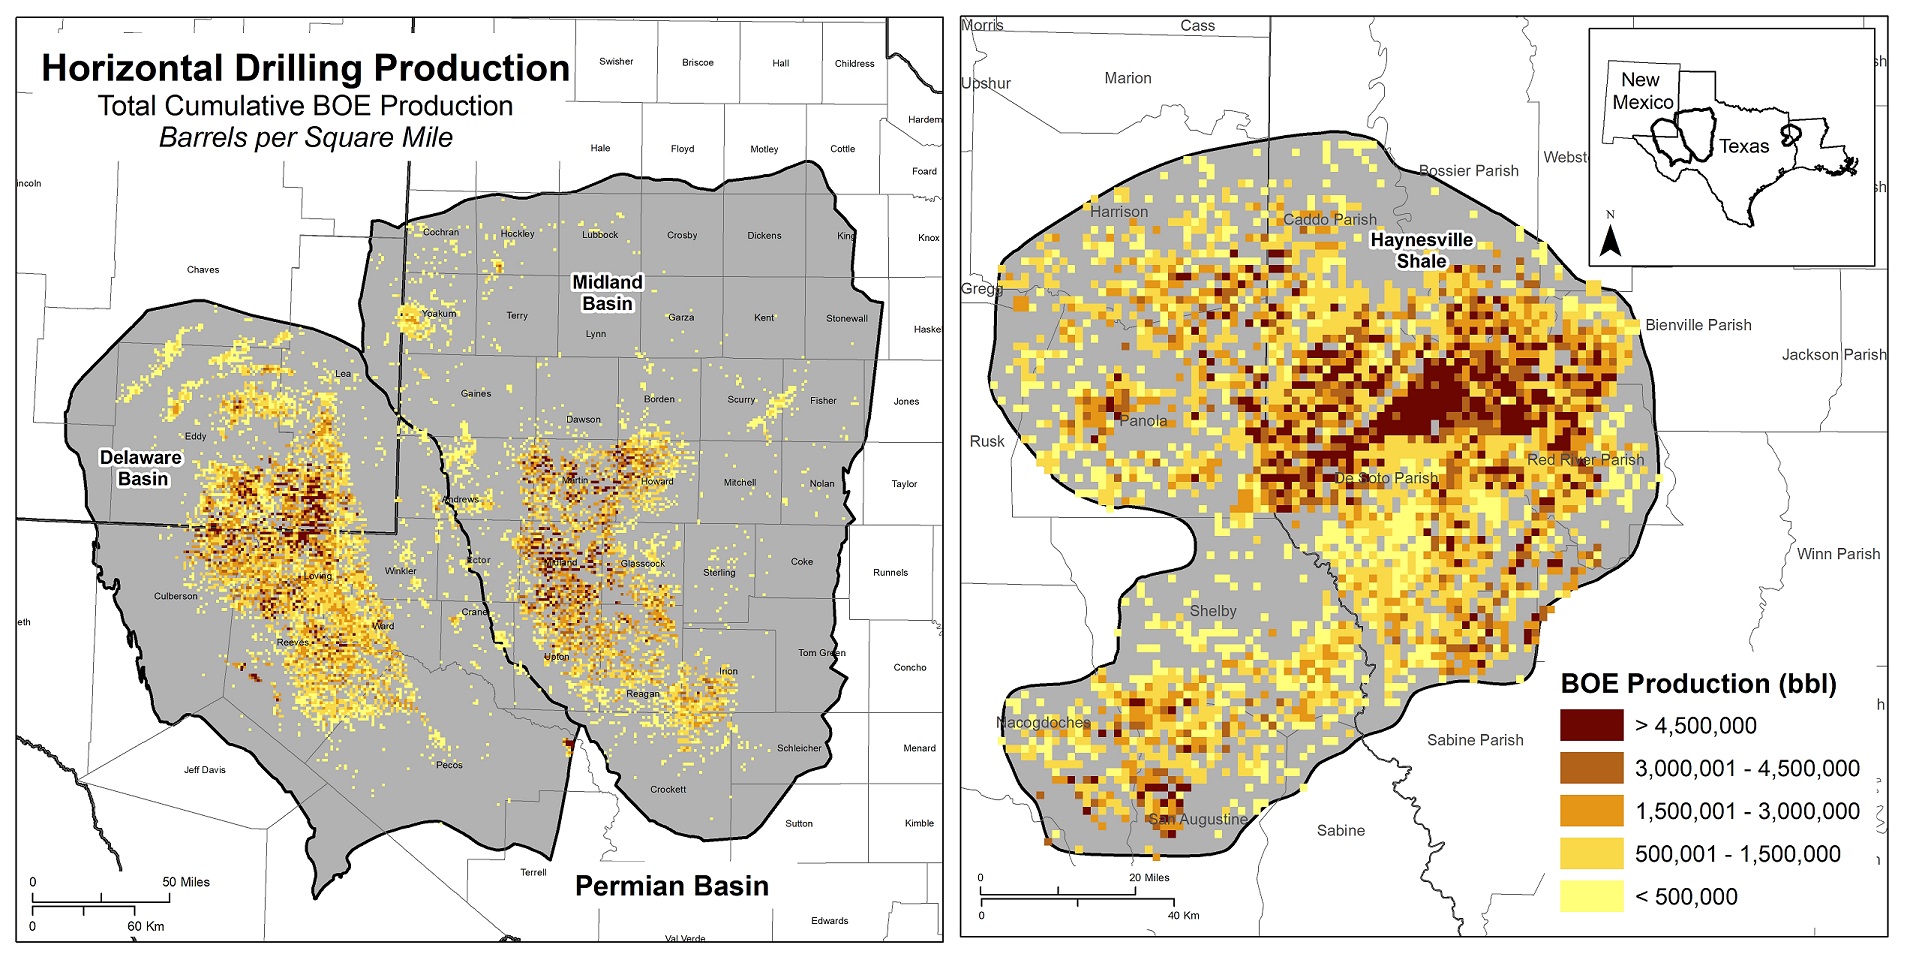 Horizontal Drilling Production
Total Cumulative BOE Production
Barrels per Square Mile
Swisher
Briscoe
Hall
Childress
Hardem
Hale
Floyd
Motley
Cottle
Foard
incoln
Cochran
Hockley
Lubbock
Crosby
Dickens
King
Knox
Chaves
Midland
Basin
Yoakum
Terry
Lynn
Garza
Kent
Stonewall
Haske
Lea
Gaines
Dawson
Borden
Scurry
Fisher
Jones
Eddy
Delaware
Basin
Martin
Howard
Mitchell
Nolan
Taylor
Andrews
Loving
Winkler
Ector
Midland
Glasscock
Sterling
Coke
Runnels
Culberson
eth
Crane
Ward
Reeves
Upton
Reagan
Irion
Tom Green
Concho
Jeff Davis
Pecos
Crockett
Schleicher
Menard
Sutton
Kimble
Terrell
Permian Basin
Edwards
Val Verde
0 50 Miles
0 60 Km
Morris
Cass
Upshur
Marion
Harrison
Caddo Parish
Bossier Parish
Webst
sh
sh
Haynesville
Shale
Gregg
Bienville Parish
Jackson Parish
Panola
Rusk
De Soto Parish
Red River Parish
Winn Parish
Shelby
Nacogdoches
San Augustine
Sabine Parish
Sabine
h
0 20 Miles
0 40 Km
New
Mexico
Texas
N
BOE Production (bbl)
> 4,500,000
3,000,001 - 4,500,000
1,500,001 - 3,000,000
500,001 - 1,500,000
< 500,000